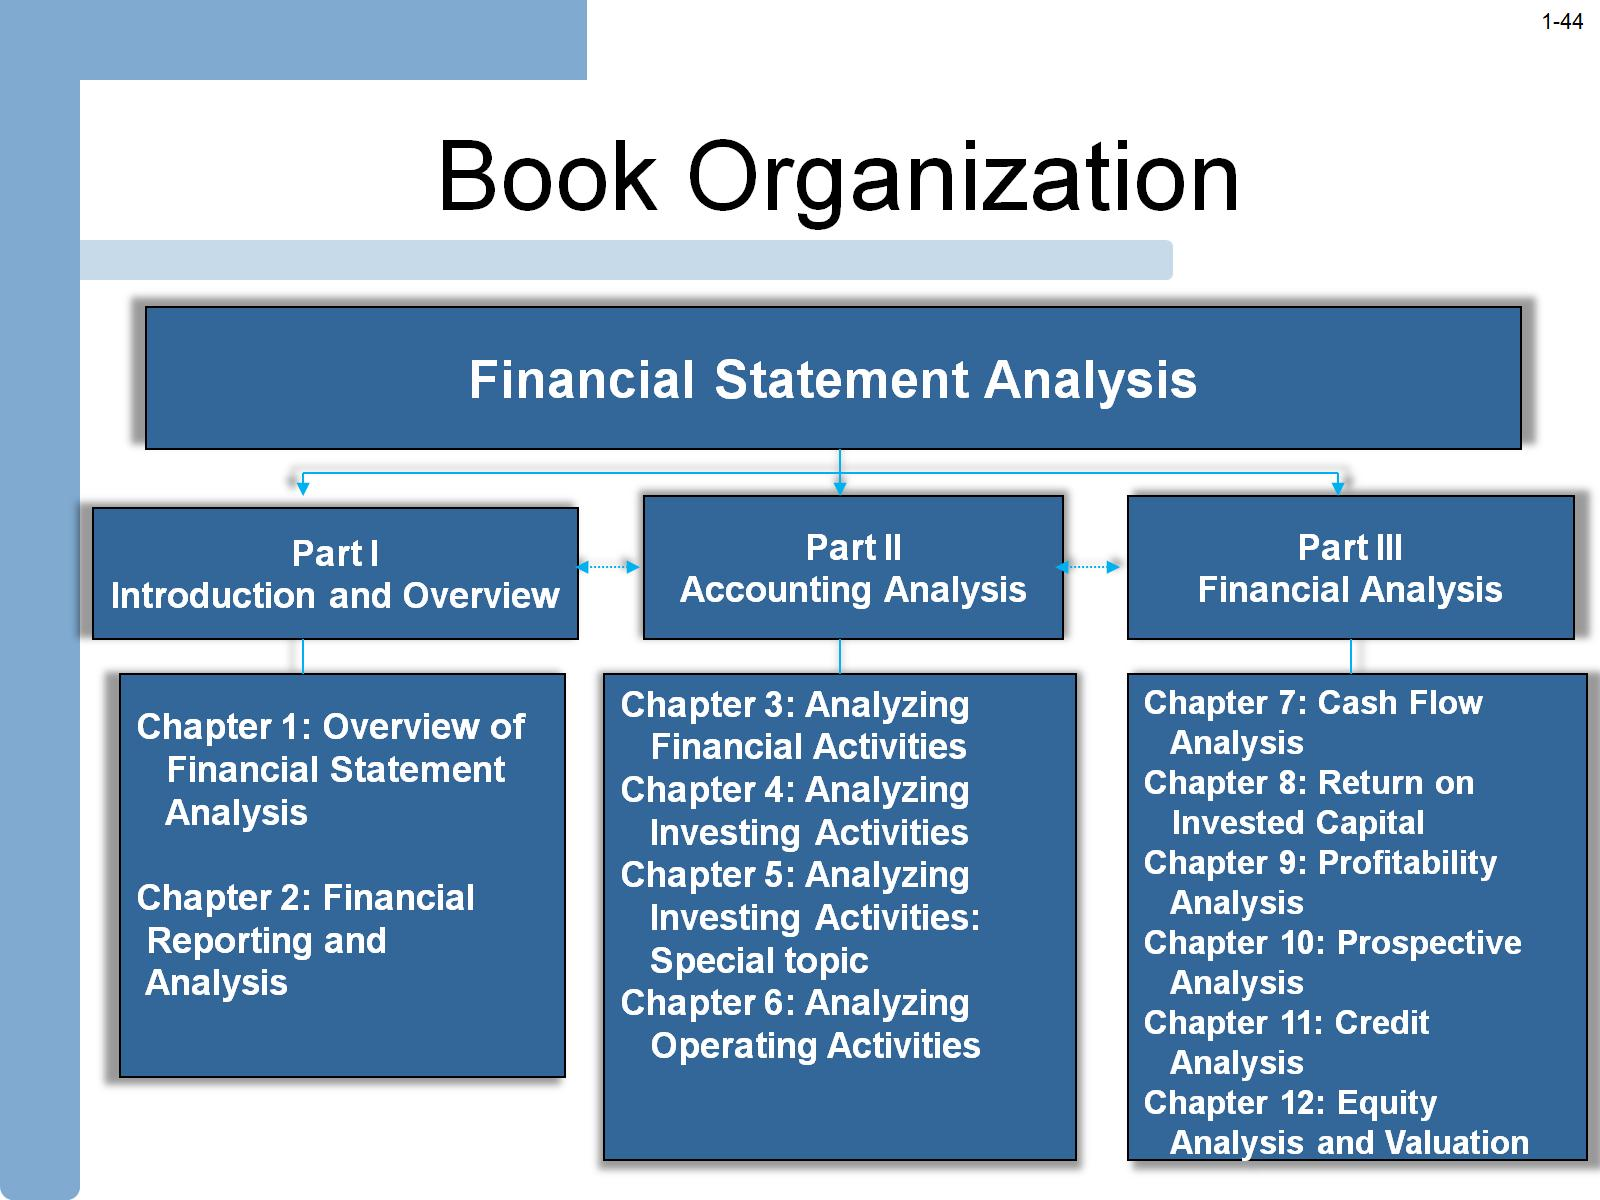 1-44
Book Organization
Financial Statement Analysis
Part I
Introduction and Overview
Part II
Accounting Analysis
Part III
Financial Analysis
Chapter 1: Overview of
Financial Statement
Analysis
Chapter 2: Financial
Reporting and
Analysis
Chapter 3: Analyzing
Financial Activities
Chapter 4: Analyzing
Investing Activities
Chapter 5: Analyzing
Investing Activities:
Special topic
Chapter 6: Analyzing
Operating Activities
Chapter 7: Cash Flow
Analysis
Chapter 8: Return on
Invested Capital
Chapter 9: Profitability
Analysis
Chapter 10: Prospective
Analysis
Chapter 11: Credit
Analysis
Chapter 12: Equity
Analysis and Valuation